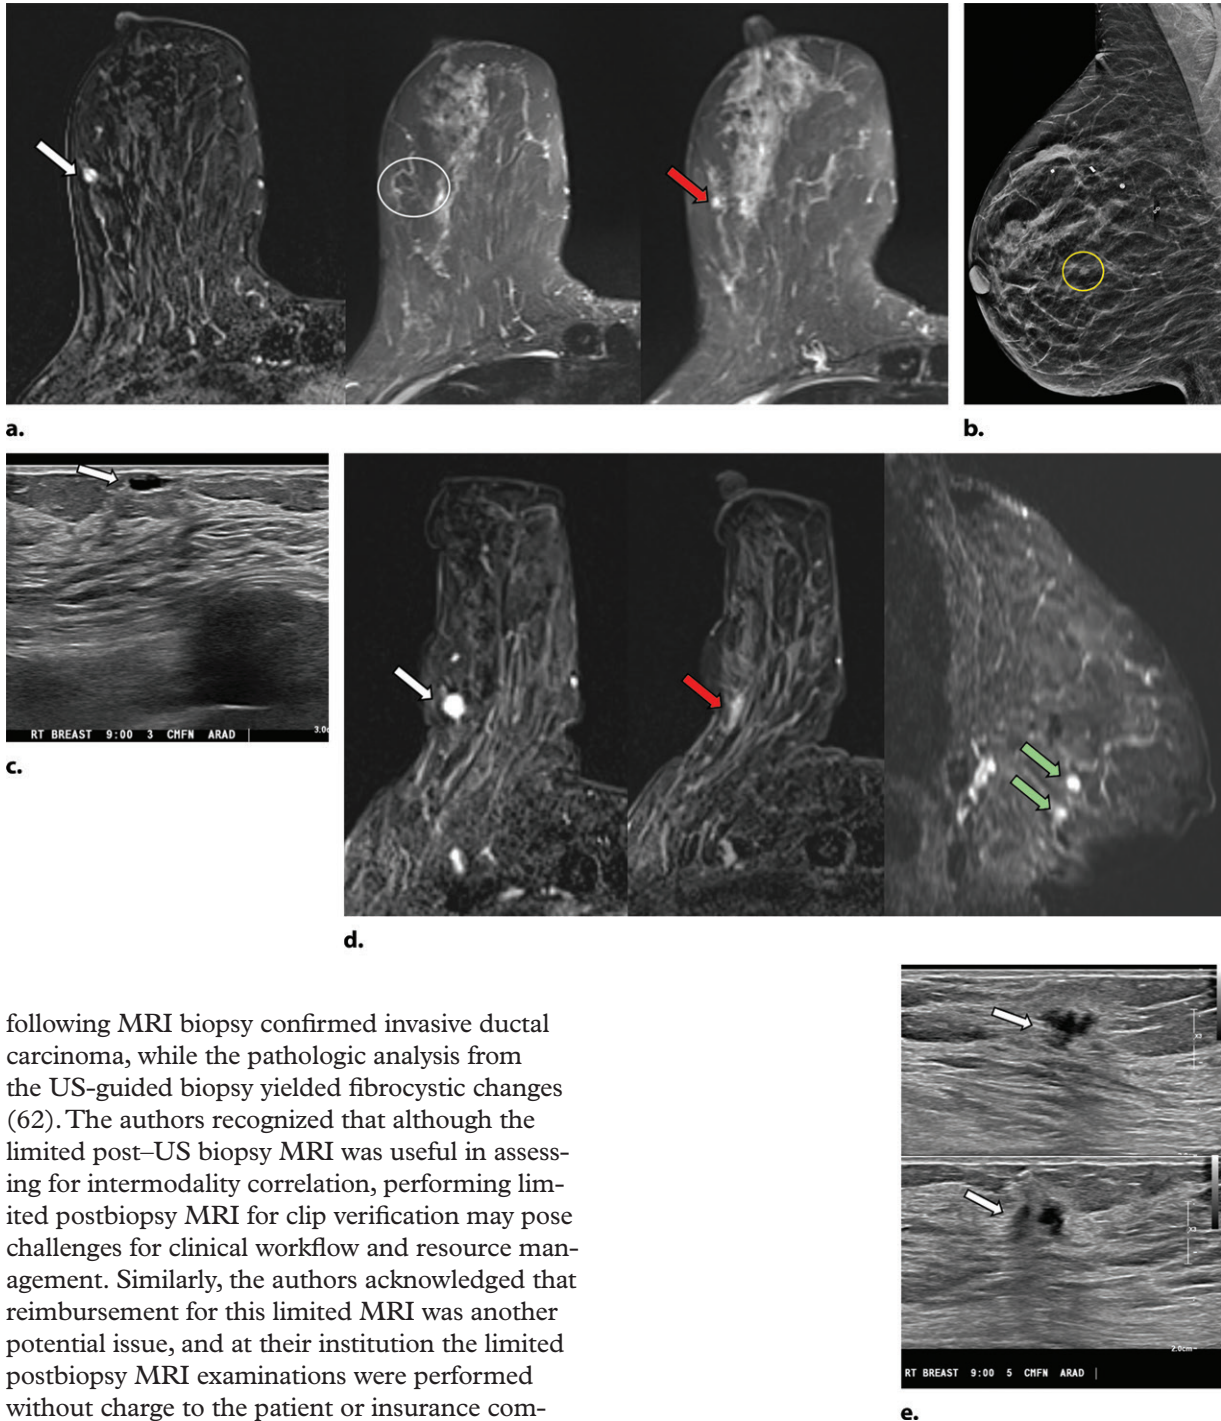 a.
b.
RT BREAST 9:00 3 CMFN ARAD
3.0c
c.
d.
following MRI biopsy confirmed invasive ductal
carcinoma, while the pathologic analysis from
the US-guided biopsy yielded fibrocystic changes
(62). The authors recognized that although the
limited post–US biopsy MRI was useful in assess-
ing for intermodality correlation, performing lim-
ited postbiopsy MRI for clip verification may pose
challenges for clinical workflow and resource man-
agement. Similarly, the authors acknowledged that
reimbursement for this limited MRI was another
potential issue, and at their institution the limited
postbiopsy MRI examinations were performed
without charge to the patient or insurance com-
2.0cm
RT BREAST 9:00 5 CMFN ARAD
e.